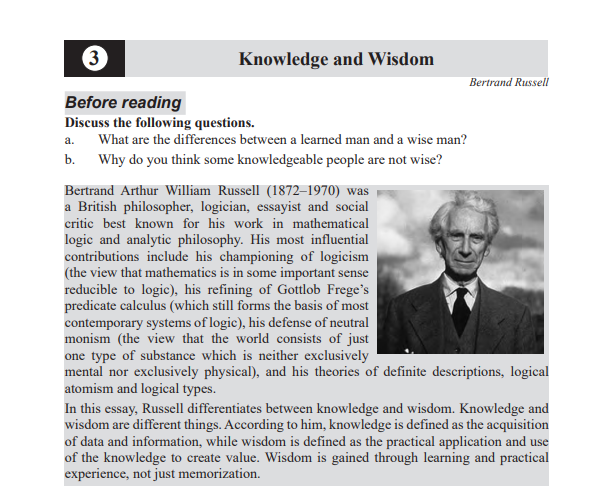 3
Knowledge and Wisdom
Bertrand Russell
Before reading
Discuss the following questions.
a. What are the differences between a learned man and a wise man?
b. Why do you think some knowledgeable people are not wise?
Bertrand Arthur William Russell (1872–1970) was
a British philosopher, logician, essayist and social
critic best known for his work in mathematical
logic and analytic philosophy. His most influential
contributions include his championing of logicism
(the view that mathematics is in some important sense
reducible to logic), his refining of Gottlob Frege's
predicate calculus (which still forms the basis of most
contemporary systems of logic), his defense of neutral
monism (the view that the world consists of just
one type of substance which is neither exclusively
mental nor exclusively physical), and his theories of definite descriptions, logical
atomism and logical types.
In this essay, Russell differentiates between knowledge and wisdom. Knowledge and
wisdom are different things. According to him, knowledge is defined as the acquisition
of data and information, while wisdom is defined as the practical application and use
of the knowledge to create value. Wisdom is gained through learning and practical
experience, not just memorization.